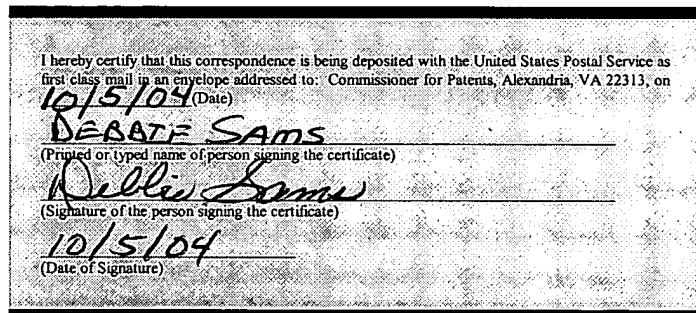 I hereby certify that this correspondence is being deposited with the United States Postal Service as
first class mail in an envelope addressed to: Commissioner for Patents, Alexandria, VA 22313, on
10/5/04 (Date)
DEBBIE SAMS
(Printed or typed name of person signing the certificate)
Debbie Sams
(Signature of the person signing the certificate)
10/5/04
(Date of Signature)